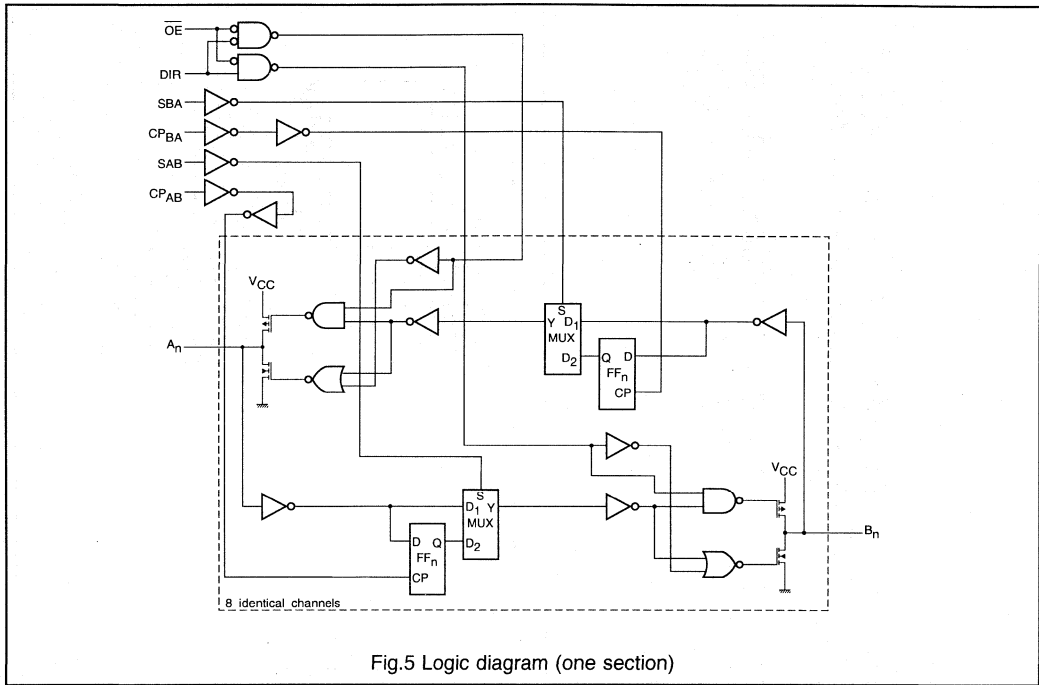 OE
DIR
SBA
CPBA
SAB
CPAB
VCC
An
S
Y D1
MUX
D2
Q D
FFn
CP
S
D1 Y
MUX
D2
D Q
FFn
CP
VCC
Bn
8 identical channels
Fig.5 Logic diagram (one section)